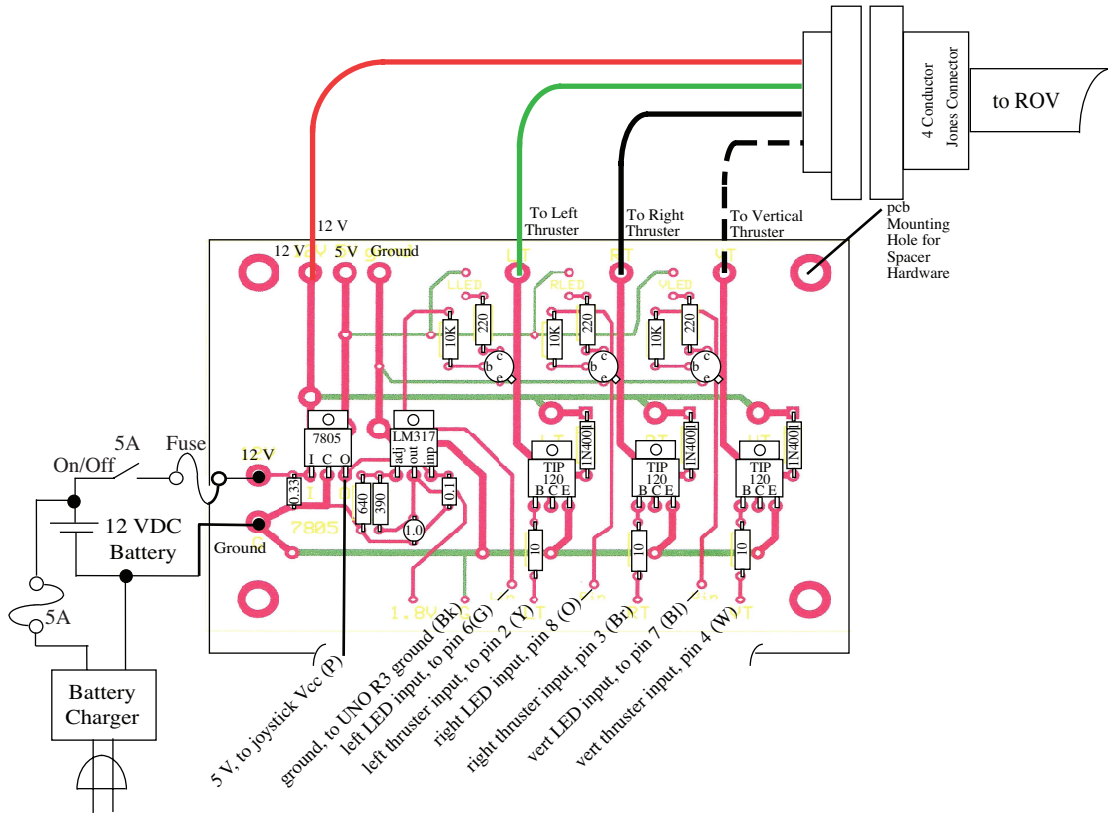 4 Conductor
Jones Connector
to ROV
To Left
Thruster
To Right
Thruster
To Vertical
Thruster
pcb
Mounting
Hole for
Spacer
Hardware
12 V
12 V
5 V
Ground
LT
RT
VT
LLED
RLED
VLED
10K
220
10K
220
10K
220
c
b
e
c
b
e
c
b
e
7805
I C O
LM317
adj
out
inp
1N4001
1N4001
1N4001
TIP
120
B C E
TIP
120
B C E
TIP
120
B C E
5A
Fuse
On/Off
12 V
12 VDC
Battery
Ground
0.33
7805
640
390
1.0
0.1
10
10
10
5A
1.8V
RT
VT
Battery
Charger
5 V, to joystick Vcc (P)
ground, to UNO R3 ground (Bk)
left LED input, to pin 6(G)
left thruster input, to pin 2 (Y)
right LED input, pin 8 (O)
right thruster input, pin 3 (Br)
vert LED input, to pin 7 (Bl)
vert thruster input, pin 4 (W)